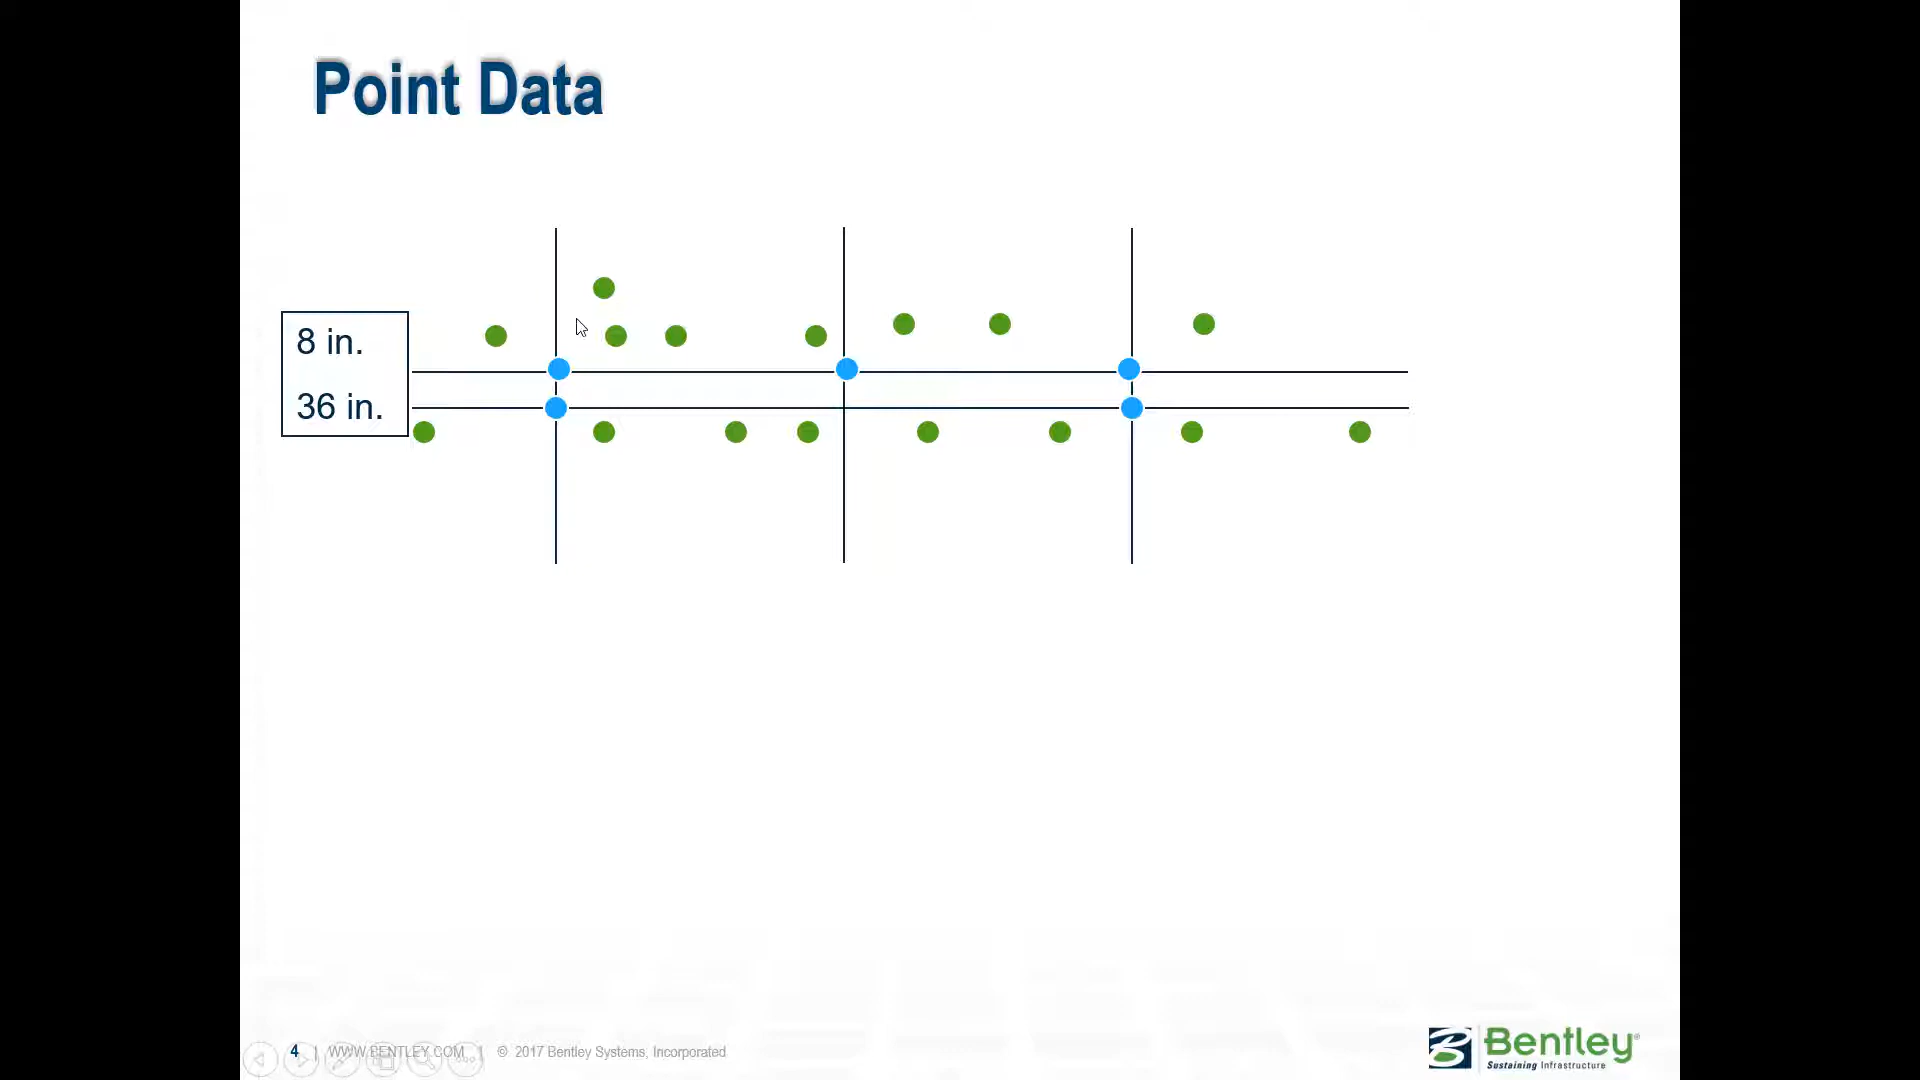 Point Data
8 in.
36 in.
4 | WWW.BENTLEY.COM | © 2017 Bentley Systems, Incorporated
Bentley®
Sustaining Infrastructure